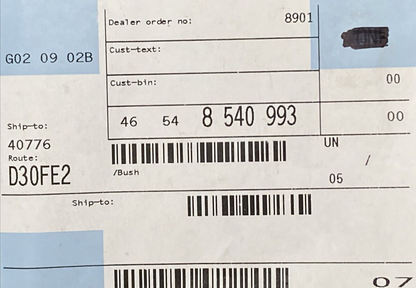 Dealer order no: 8901
G02 09 02B
Cust-text:
Cust-bin:
00
46 54 8 540 993
00
Ship-to:
40776
Route:
D30FE2
/Bush
UN
/
05
Ship-to:
07